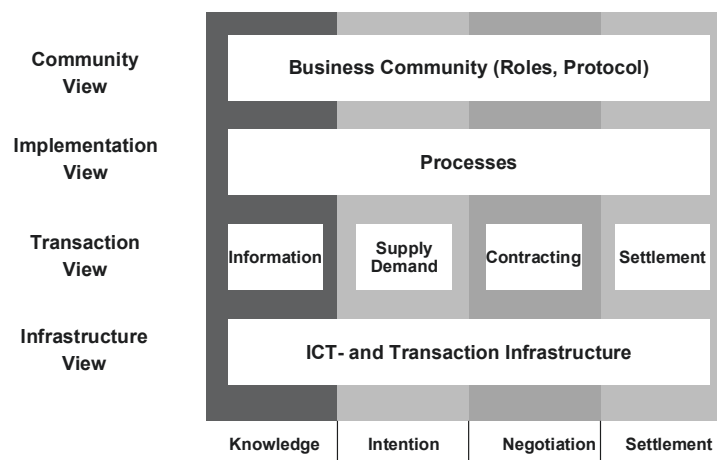 Community
View
Business Community (Roles, Protocol)
Implementation
View
Processes
Transaction
View
Information
Supply
Demand
Contracting
Settlement
Infrastructure
View
ICT- and Transaction Infrastructure
Knowledge
Intention
Negotiation
Settlement